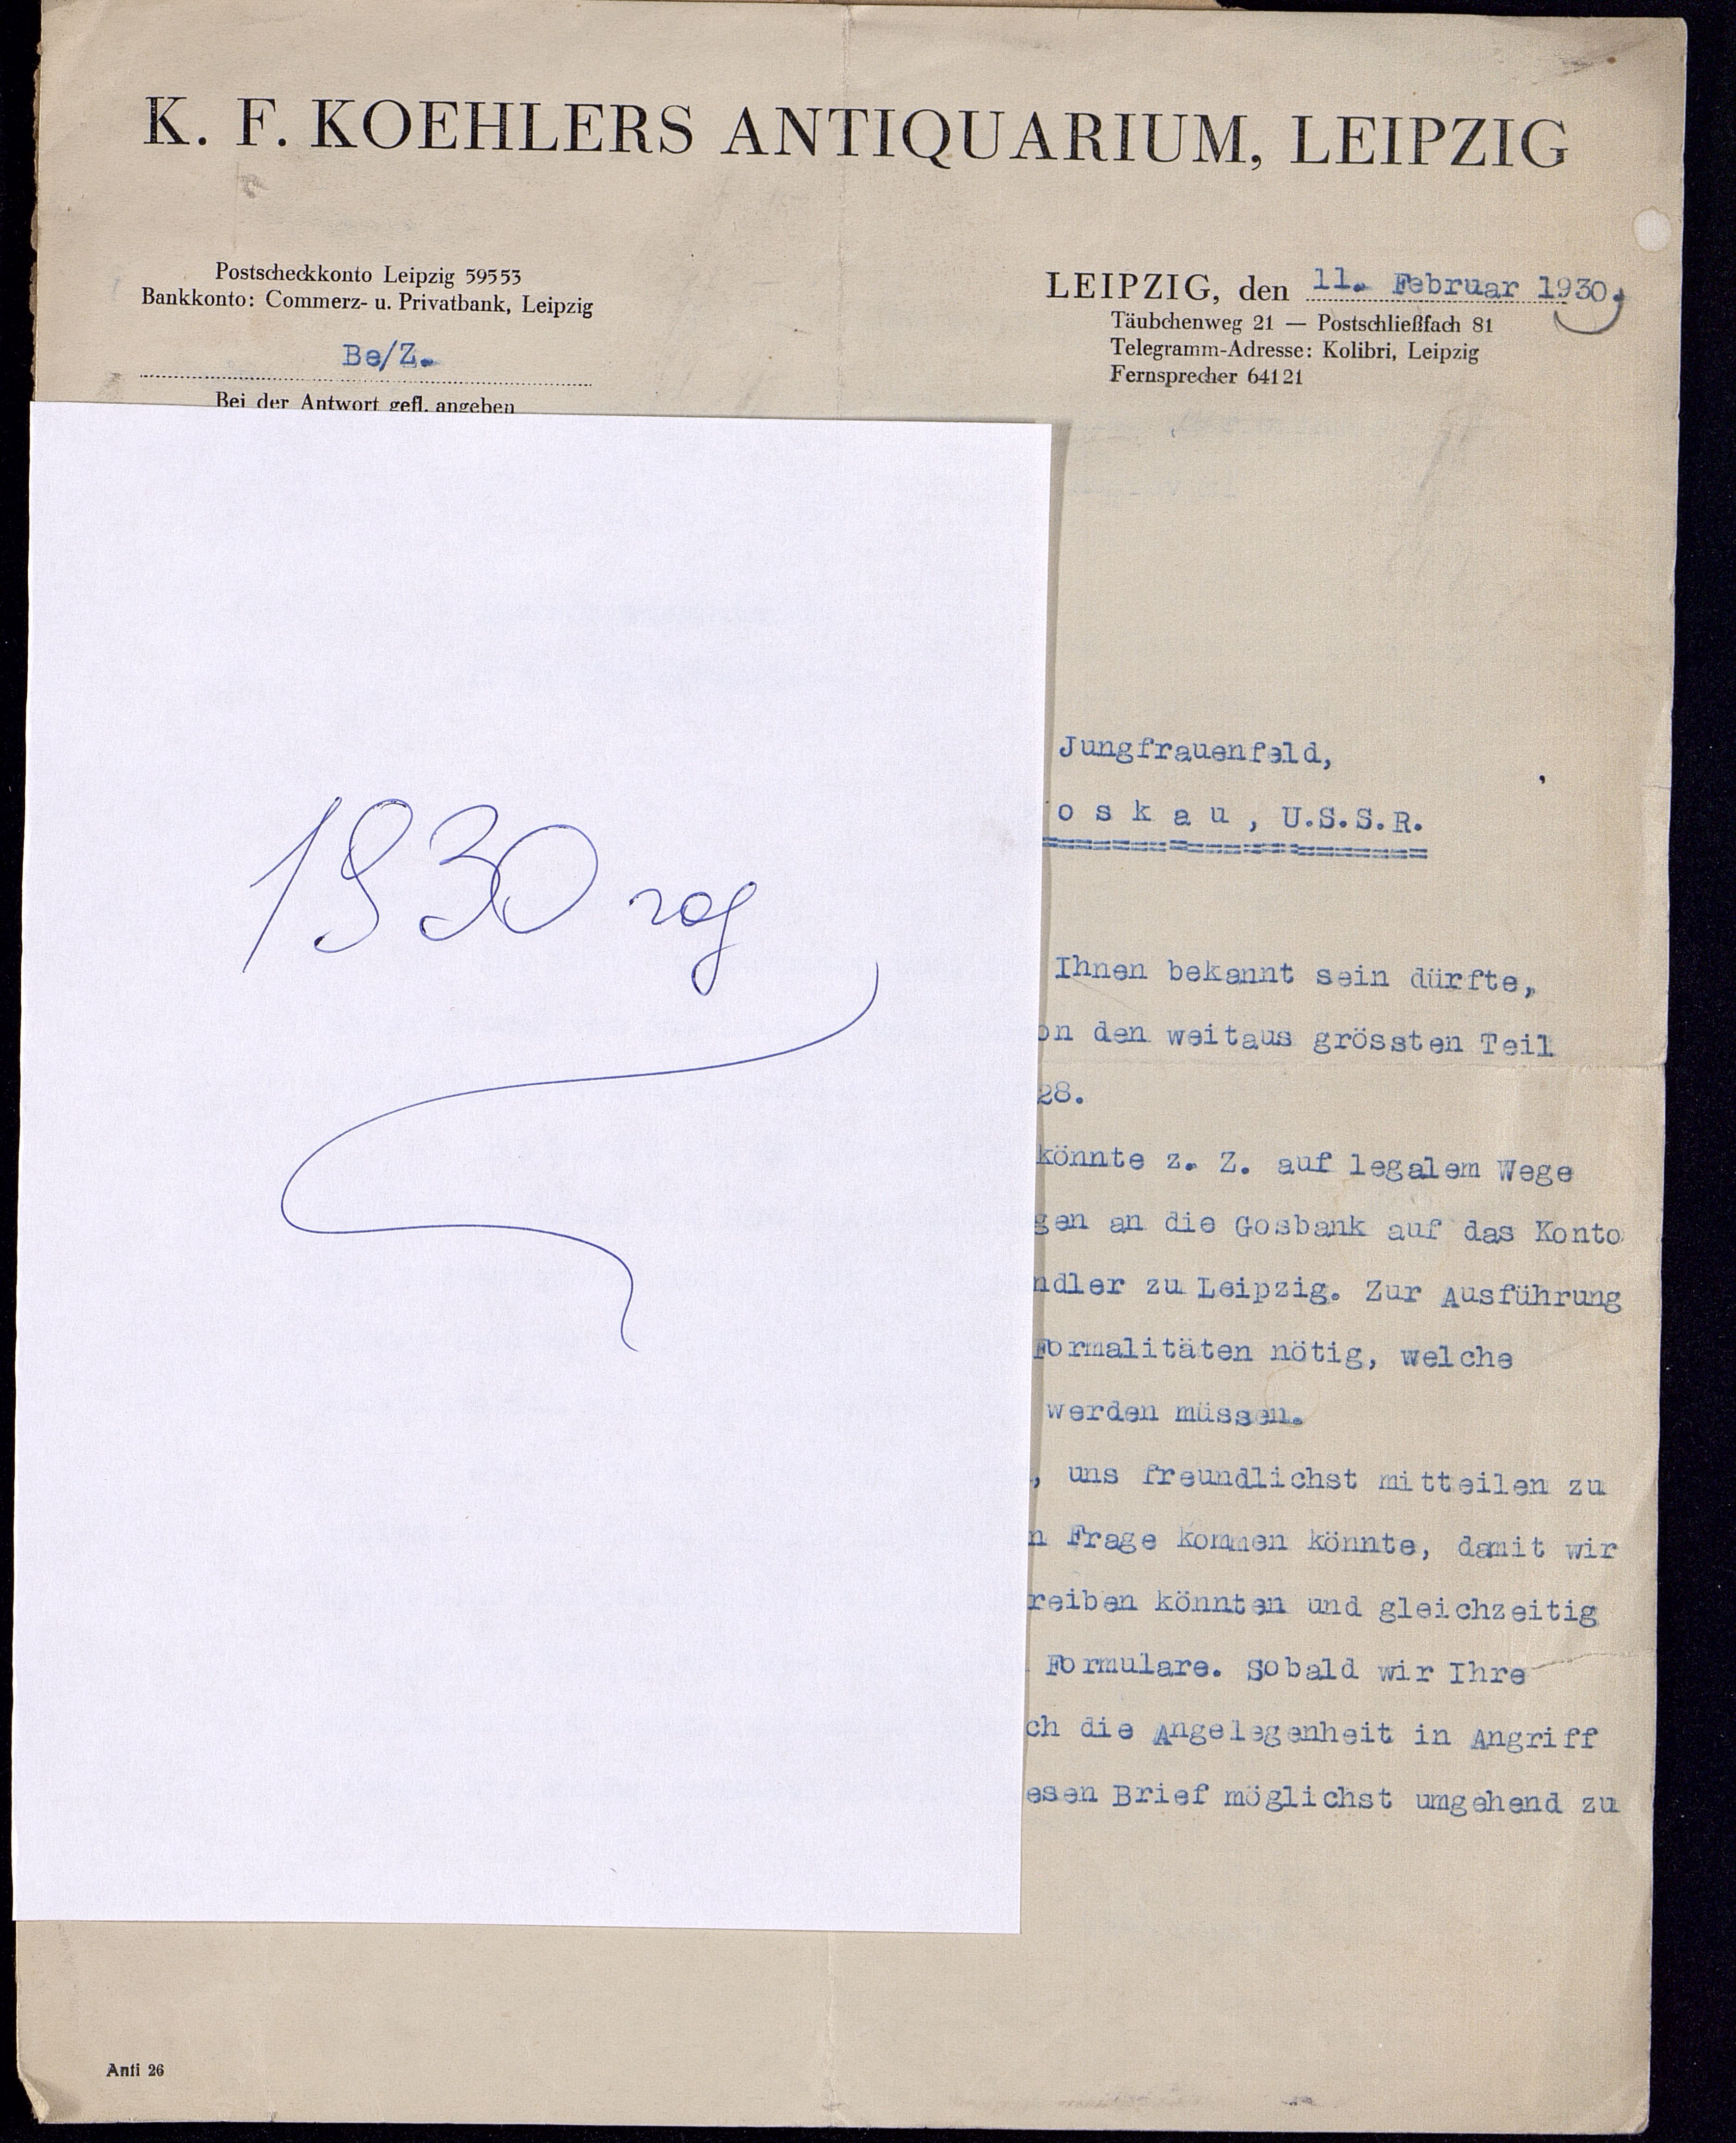 K. F. KOEHLERS ANTIQUARIUM, LEIPZIG
Postscheckkonto Leipzig 59553
Bankkonto: Commerz- u. Privatbank, Leipzig
Be/Z.
Bei der Antwort gefl. angeben
LEIPZIG, den 11. Februar 1930.
Täubchenweg 21 — Postschließfach 81
Telegramm-Adresse: Kolibri, Leipzig
Fernsprecher 64121
1930 год
Jungfrauenfeld,
o s k a u , U.S.S.R.
Ihnen bekannt sein dürfte,
on den weitaus grössten Teil
28.
könnte z. Z. auf legalem Wege
gen an die Gosbank auf das Konto
ndler zu Leipzig. Zur Ausführung
Formalitäten nötig, welche
werden müssen.
, uns freundlichst mitteilen zu
n Frage kommen könnte, damit wir
reiben könnten und gleichzeitig
Formulare. Sobald wir Ihre
ch die Angelegenheit in Angriff
esen Brief möglichst umgehend zu
Anti 26